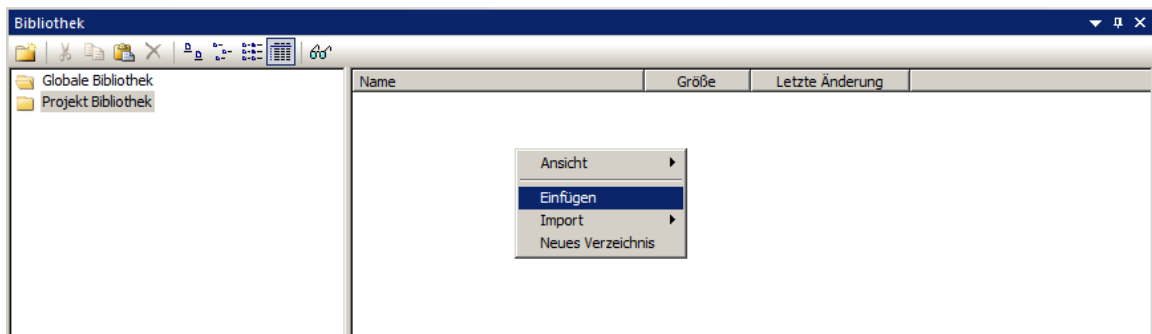 Bibliothek
Globale Bibliothek
Projekt Bibliothek
Name Größe Letzte Änderung
Ansicht
Einfügen
Import
Neues Verzeichnis